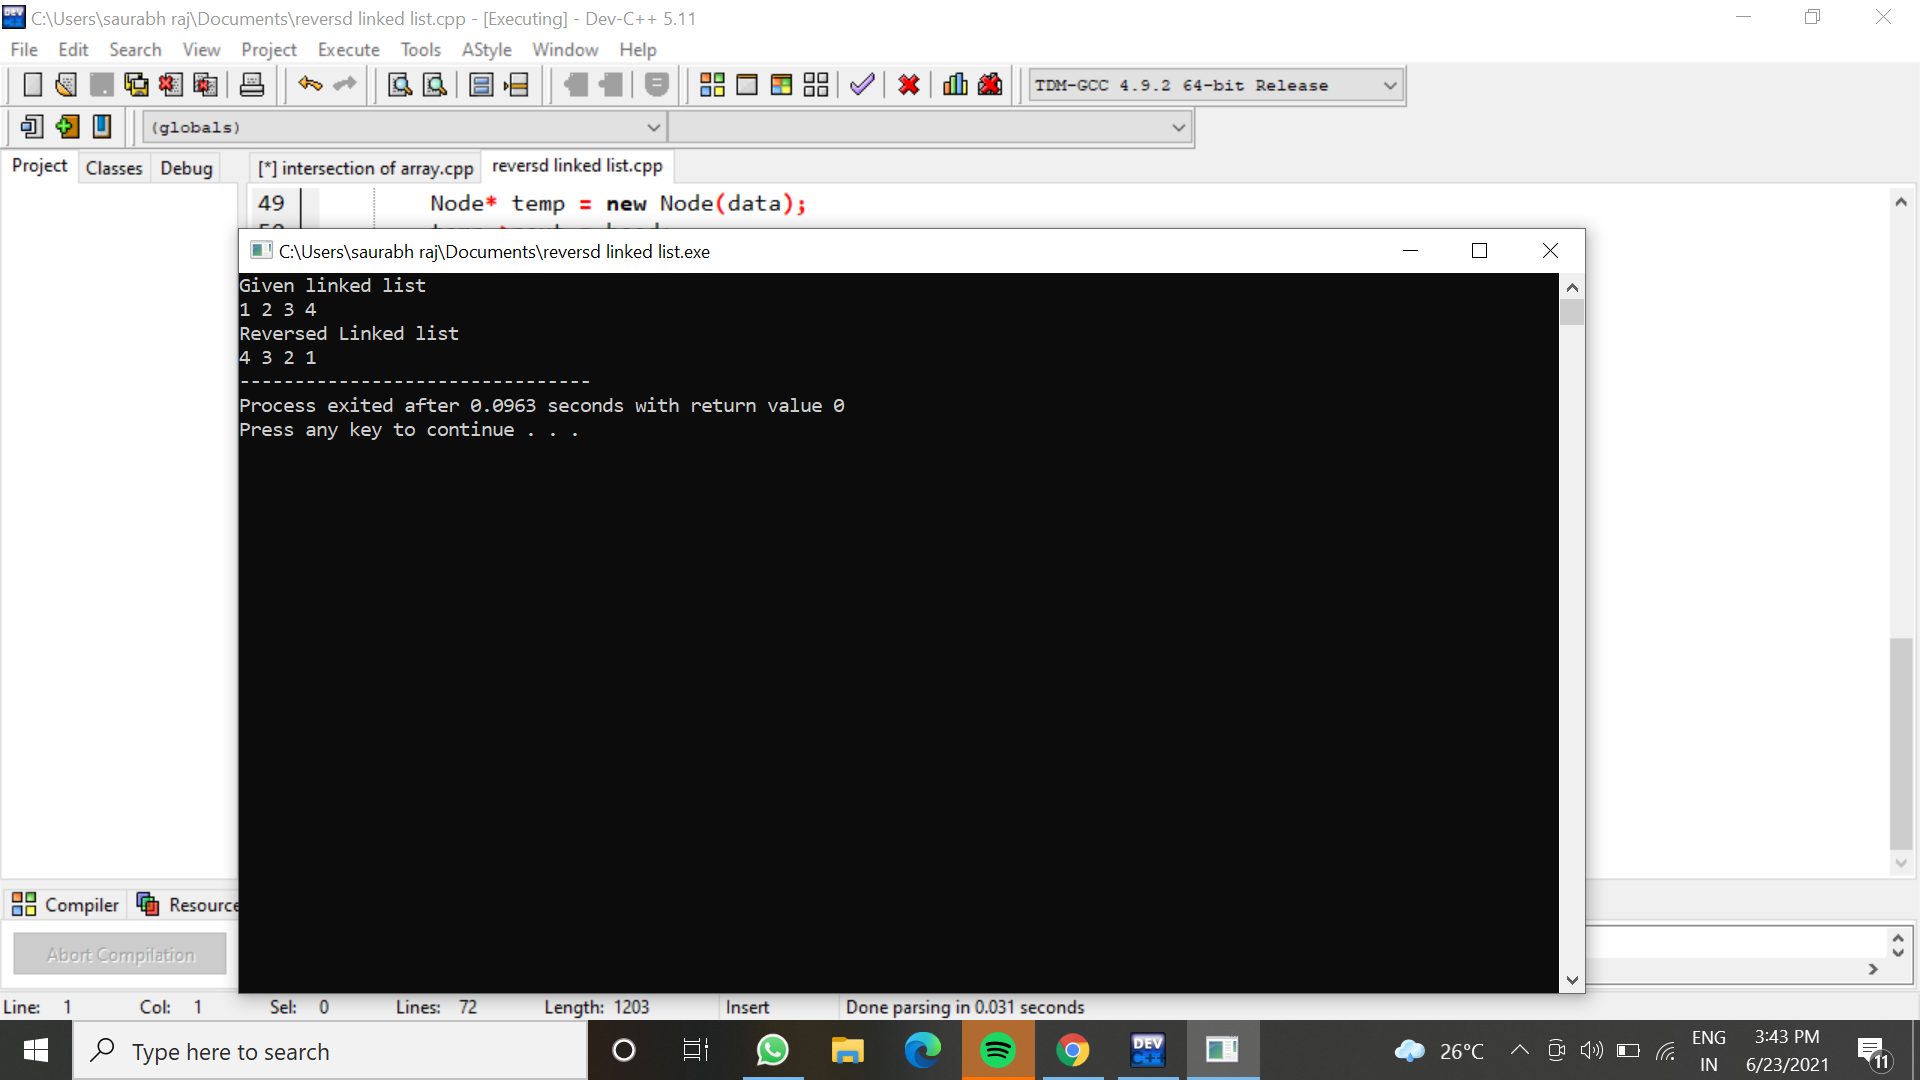 C:\Users\saurabh raj\Documents\reversd linked list.cpp - [Executing] - Dev-C++ 5.11
File Edit Search View Project Execute Tools AStyle Window Help
TDM-GCC 4.9.2 64-bit Release
(globals)
Project Classes Debug [*] intersection of array.cpp reversd linked list.cpp
49 Node* temp = new Node(data);
C:\Users\saurabh raj\Documents\reversd linked list.exe
Given linked list
1 2 3 4
Reversed Linked list
4 3 2 1
--------------------------------
Process exited after 0.0963 seconds with return value 0
Press any key to continue . . .
Compiler Resource
Abort Compilation
Line: 1 Col: 1 Sel: 0 Lines: 72 Length: 1203 Insert Done parsing in 0.031 seconds
Type here to search
DEV C++
26°C
ENG
IN
3:43 PM
6/23/2021
11